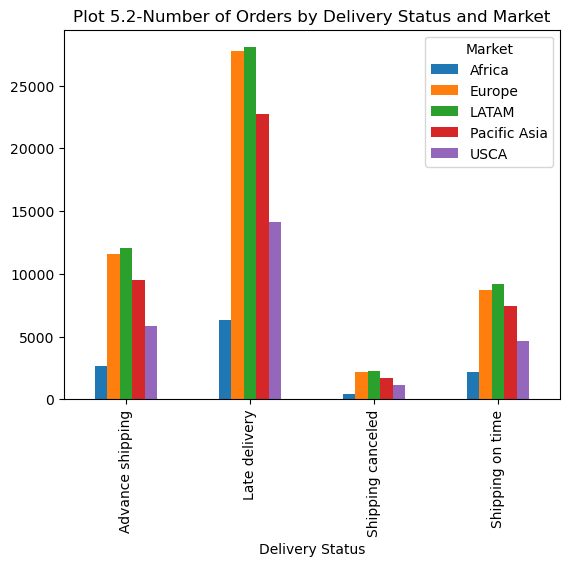 Plot 5.2-Number of Orders by Delivery Status and Market
Market
Africa
Europe
LATAM
Pacific Asia
USCA
25000
20000
15000
10000
5000
0
Advance shipping
Late delivery
Shipping canceled
Shipping on time
Delivery Status